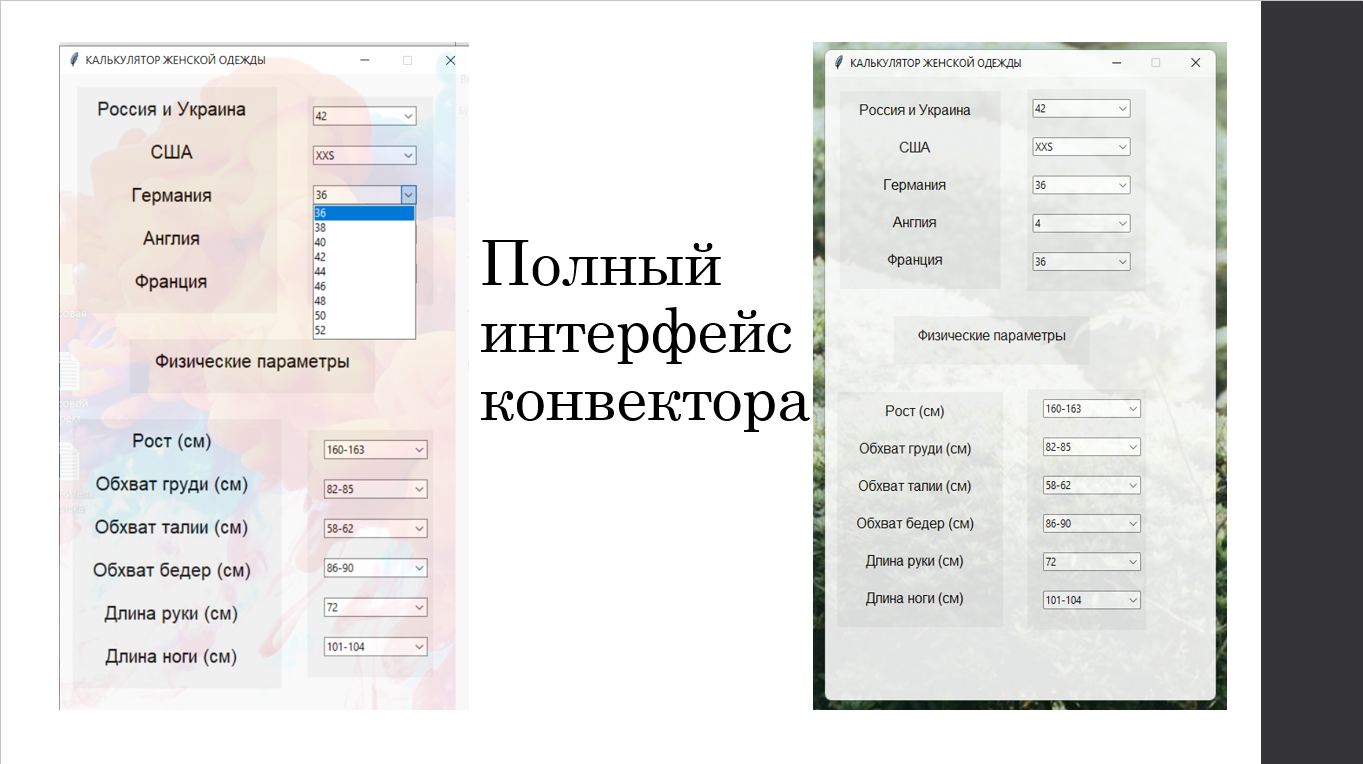 КАЛЬКУЛЯТОР ЖЕНСКОЙ ОДЕЖДЫ
Россия и Украина 42
США XXS
Германия 36
36
38
Англия 40
42
44
Франция 46
48
50
52
Физические параметры
Рост (см) 160-163
Обхват груди (см) 82-85
Обхват талии (см) 58-62
Обхват бедер (см) 86-90
Длина руки (см) 72
Длина ноги (см) 101-104
Полный
интерфейс
конвектора
КАЛЬКУЛЯТОР ЖЕНСКОЙ ОДЕЖДЫ
Россия и Украина 42
США XXS
Германия 36
Англия 4
Франция 36
Физические параметры
Рост (см) 160-163
Обхват груди (см) 82-85
Обхват талии (см) 58-62
Обхват бедер (см) 86-90
Длина руки (см) 72
Длина ноги (см) 101-104